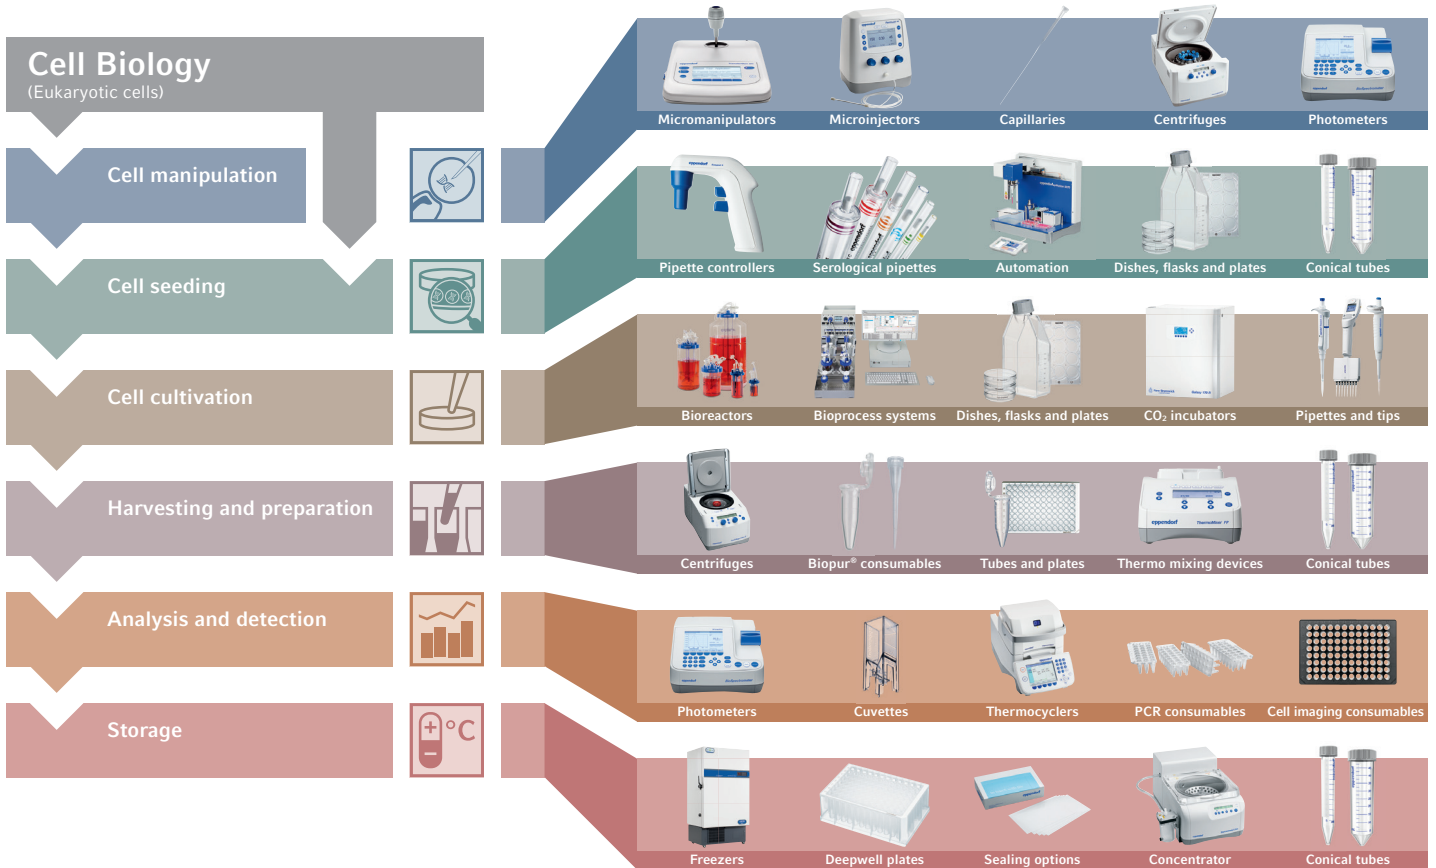 Cell Biology
(Eukaryotic cells)
Cell manipulation
Cell seeding
Cell cultivation
Harvesting and preparation
Analysis and detection
Storage
°C
Micromanipulators
Microinjectors
Capillaries
Centrifuges
Photometers
Pipette controllers
Serological pipettes
Automation
Dishes, flasks and plates
Conical tubes
Bioreactors
Bioprocess systems
Dishes, flasks and plates
CO₂ incubators
Pipettes and tips
Centrifuges
Biopur® consumables
Tubes and plates
eppendorf
Thermo mixing devices
Conical tubes
Photometers
Cuvettes
Thermocyclers
PCR consumables
Cell imaging consumables
Freezers
Deepwell plates
Sealing options
Concentrator
Conical tubes